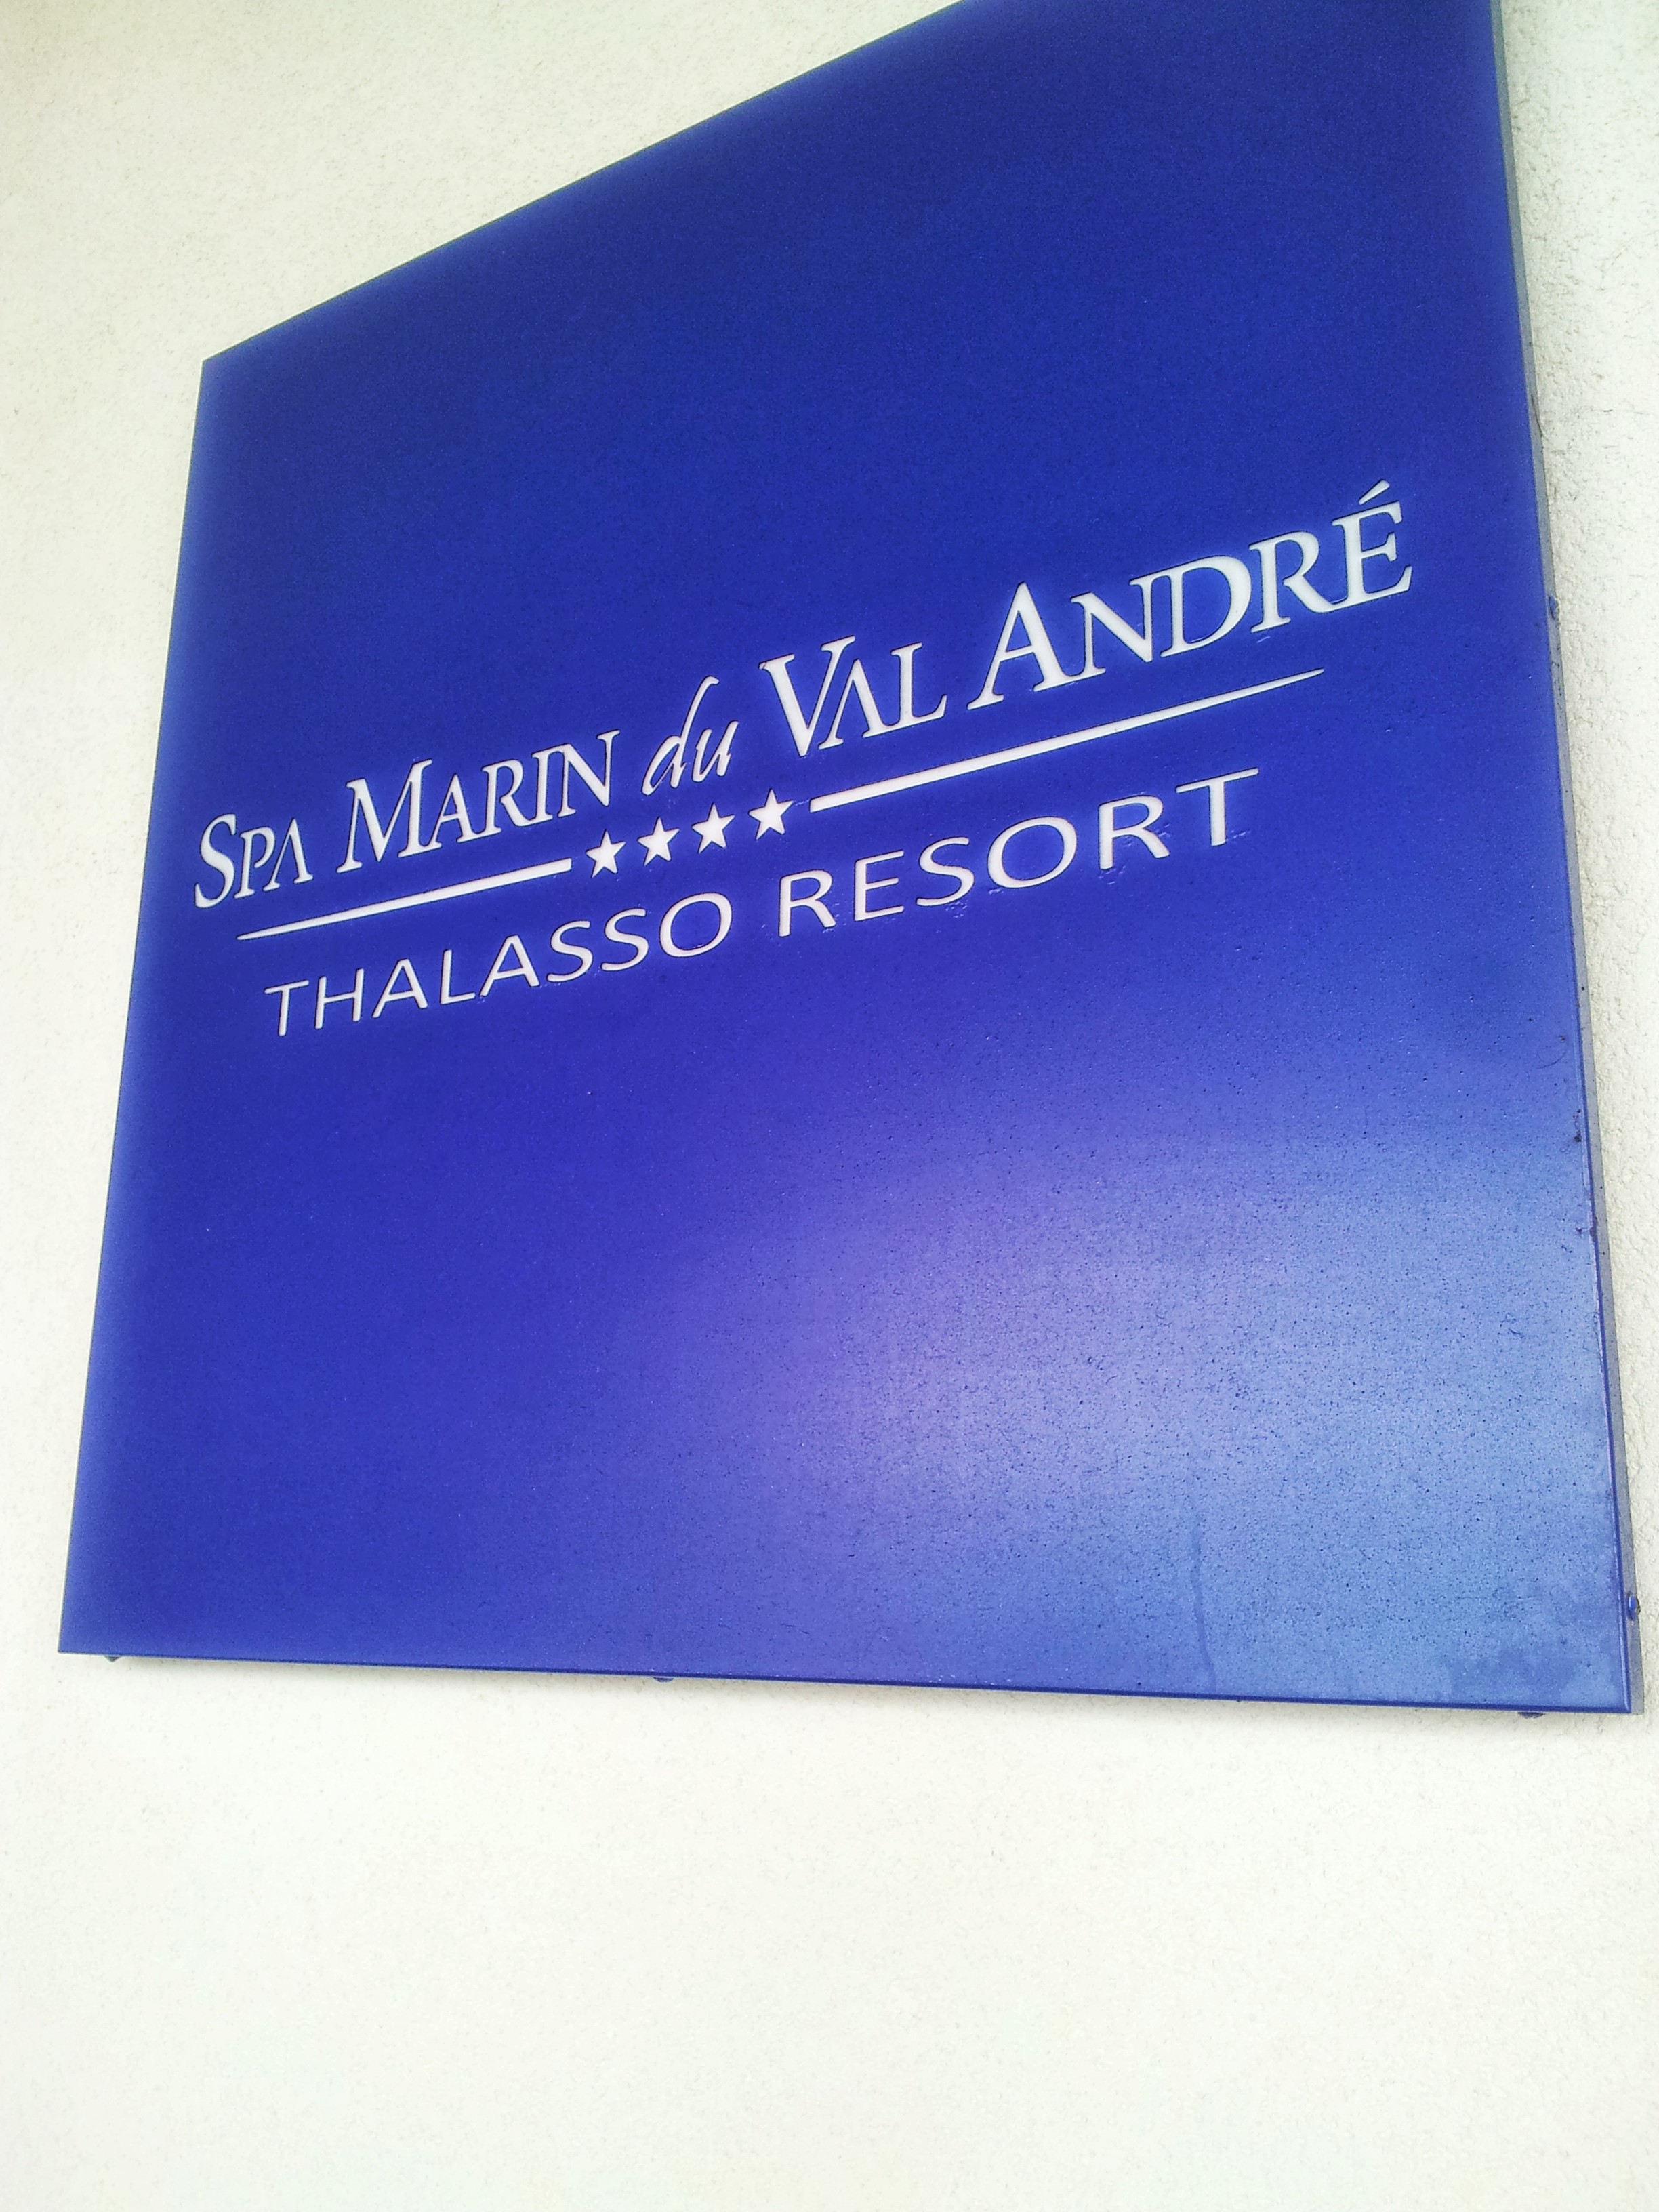 SPA MARIN du VAL ANDRÉ
★★★★
THALASSO RESORT